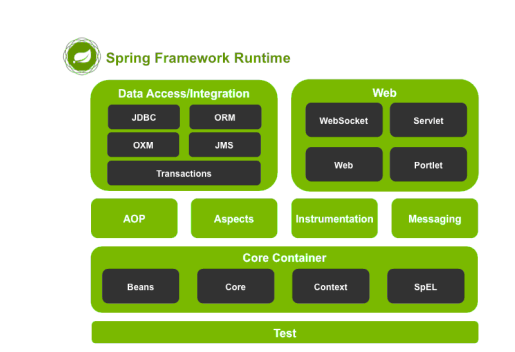 Spring Framework Runtime
Data Access/Integration
JDBC
ORM
OXM
JMS
Transactions
Web
WebSocket
Servlet
Web
Portlet
AOP
Aspects
Instrumentation
Messaging
Core Container
Beans
Core
Context
SpEL
Test